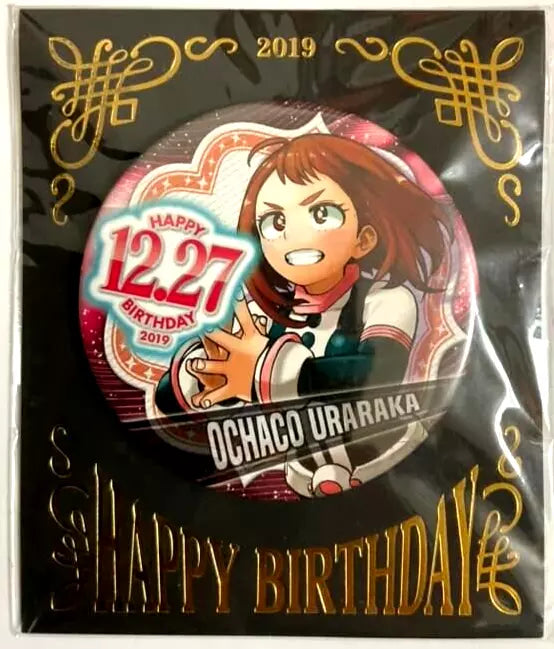 2019
HAPPY
12.27
BIRTHDAY
2019
OCHACO URARAKA
HAPPY BIRTHDAY